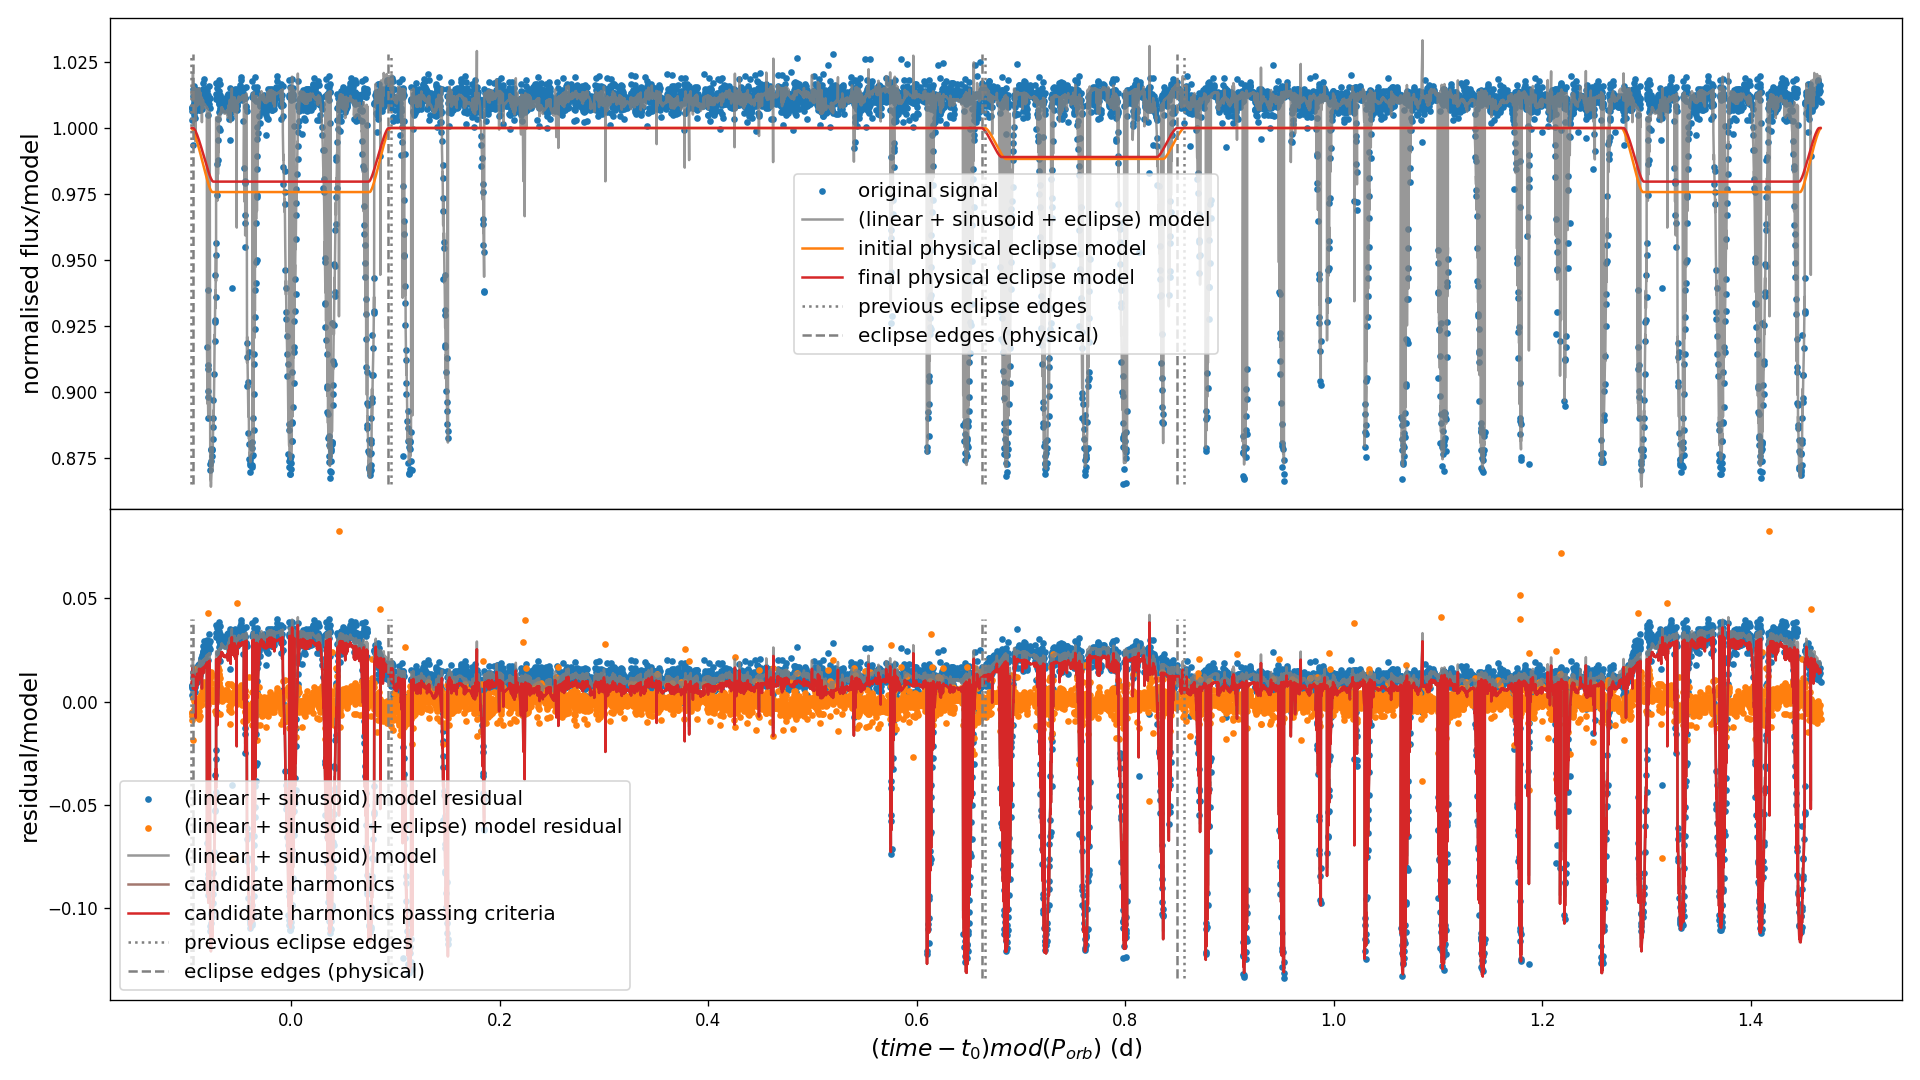 normalised flux/model
1.025
1.000
0.975
0.950
0.925
0.900
0.875
original signal
(linear + sinusoid + eclipse) model
initial physical eclipse model
final physical eclipse model
previous eclipse edges
eclipse edges (physical)
residual/model
0.05
0.00
−0.05
−0.10
(linear + sinusoid) model residual
(linear + sinusoid + eclipse) model residual
(linear + sinusoid) model
candidate harmonics
candidate harmonics passing criteria
previous eclipse edges
eclipse edges (physical)
0.0 0.2 0.4 0.6 0.8 1.0 1.2 1.4
(time − t₀)mod(P_orb) (d)